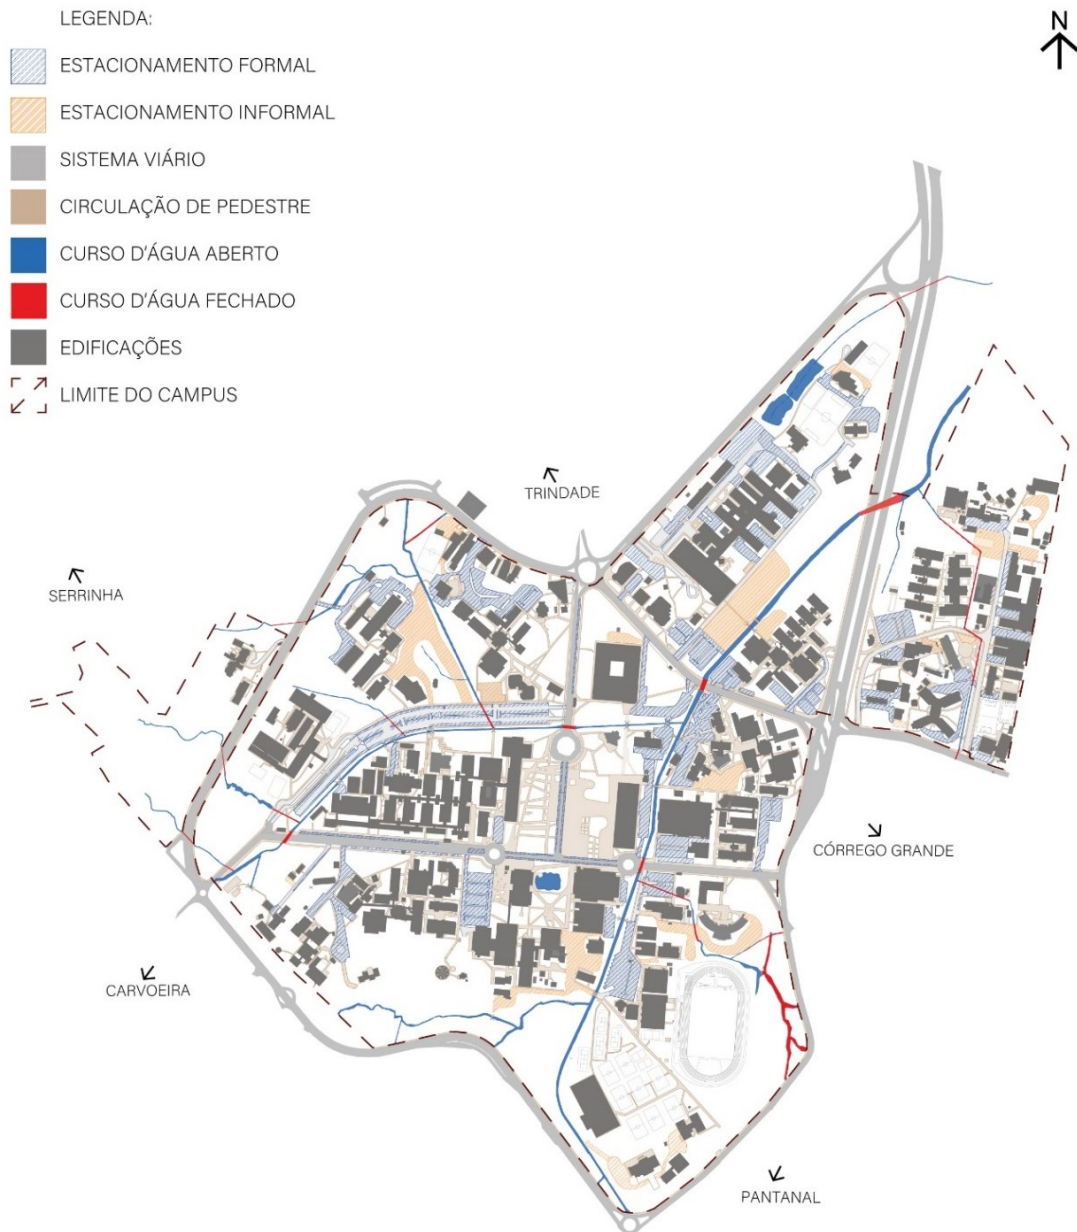 LEGENDA:
ESTACIONAMENTO FORMAL
ESTACIONAMENTO INFORMAL
SISTEMA VIÁRIO
CIRCULAÇÃO DE PEDESTRE
CURSO D'ÁGUA ABERTO
CURSO D'ÁGUA FECHADO
EDIFICAÇÕES
LIMITE DO CAMPUS
N
TRINDADE
SERRINHA
CÓRREGO GRANDE
CARVOEIRA
PANTANAL